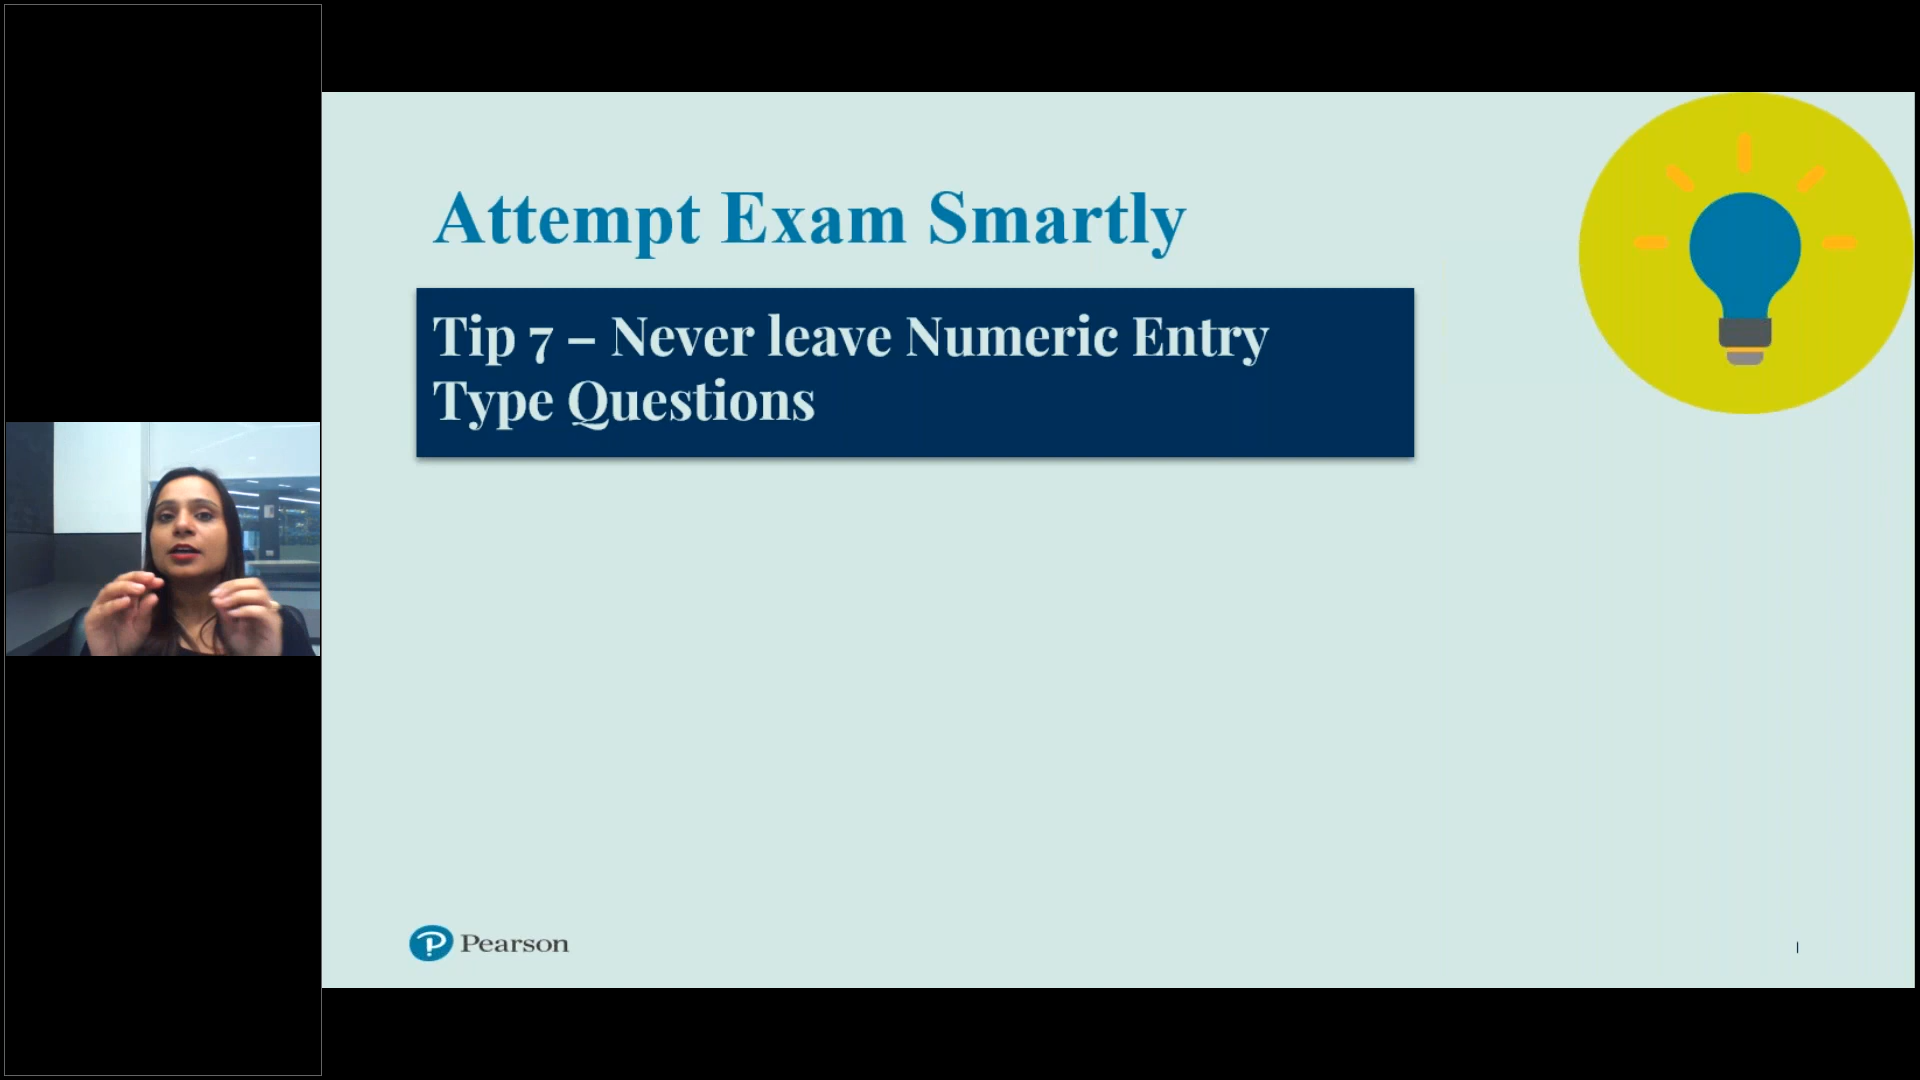 Attempt Exam Smartly
Tip 7 – Never leave Numeric Entry
Type Questions
Pearson